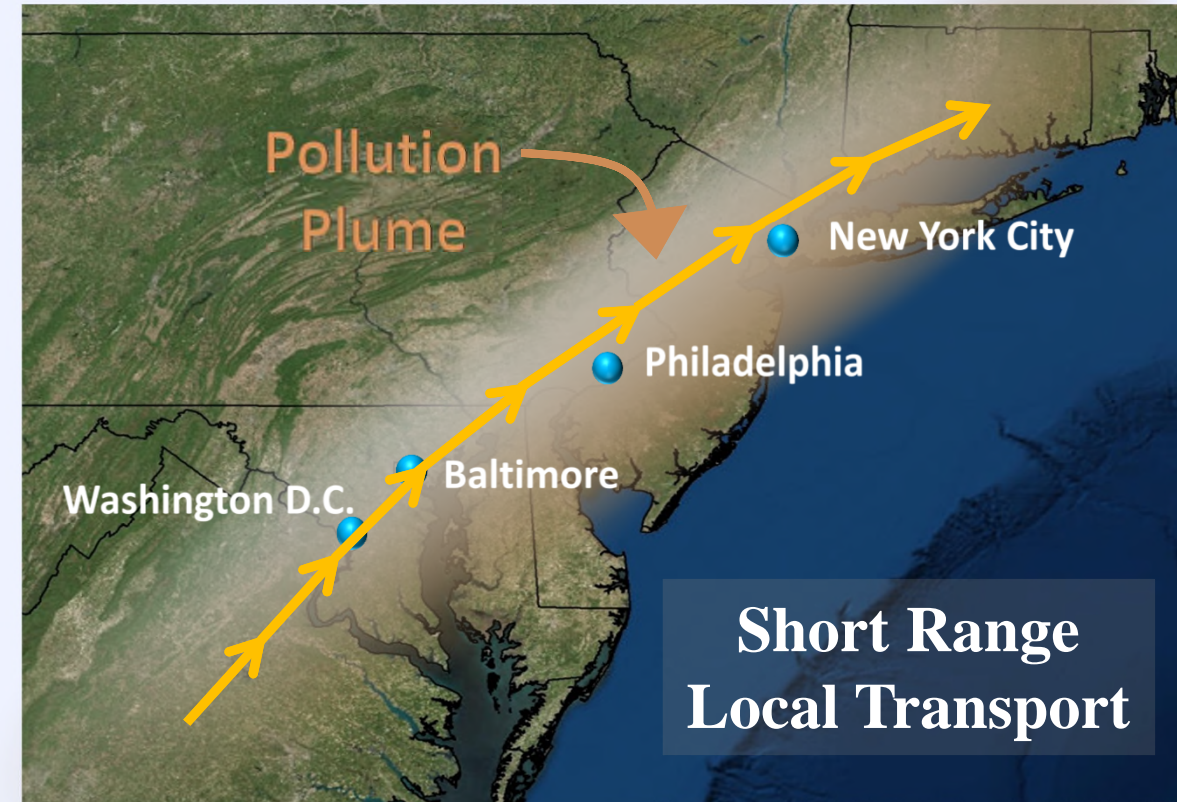 Pollution
Plume
New York City
Philadelphia
Baltimore
Washington D.C.
Short Range
Local Transport